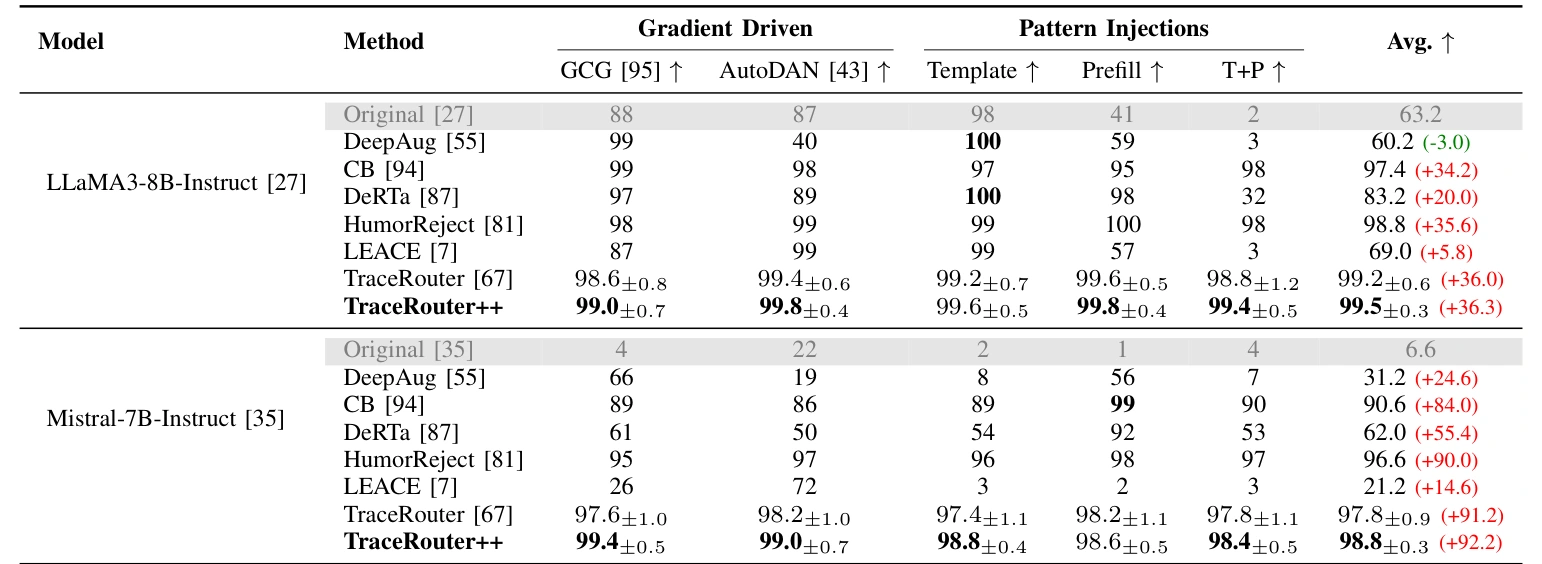 Model Method Gradient Driven Pattern Injections Avg. ↑
GCG [95] ↑ AutoDAN [43] ↑ Template ↑ Prefill ↑ T+P ↑
LLaMA3-8B-Instruct [27]
Original [27] 88 87 98 41 2 63.2
DeepAug [55] 99 40 100 59 3 60.2 (-3.0)
CB [94] 99 98 97 95 98 97.4 (+34.2)
DeRTa [87] 97 89 100 98 32 83.2 (+20.0)
HumorReject [81] 98 99 99 100 98 98.8 (+35.6)
LEACE [7] 87 99 99 57 3 69.0 (+5.8)
TraceRouter [67] 98.6±0.8 99.4±0.6 99.2±0.7 99.6±0.5 98.8±1.2 99.2±0.6 (+36.0)
TraceRouter++ 99.0±0.7 99.8±0.4 99.6±0.5 99.8±0.4 99.4±0.5 99.5±0.3 (+36.3)
Mistral-7B-Instruct [35]
Original [35] 4 22 2 1 4 6.6
DeepAug [55] 66 19 8 56 7 31.2 (+24.6)
CB [94] 89 86 89 99 90 90.6 (+84.0)
DeRTa [87] 61 50 54 92 53 62.0 (+55.4)
HumorReject [81] 95 97 96 98 97 96.6 (+90.0)
LEACE [7] 26 72 3 2 3 21.2 (+14.6)
TraceRouter [67] 97.6±1.0 98.2±1.0 97.4±1.1 98.2±1.1 97.8±1.1 97.8±0.9 (+91.2)
TraceRouter++ 99.4±0.5 99.0±0.7 98.8±0.4 98.6±0.5 98.4±0.5 98.8±0.3 (+92.2)